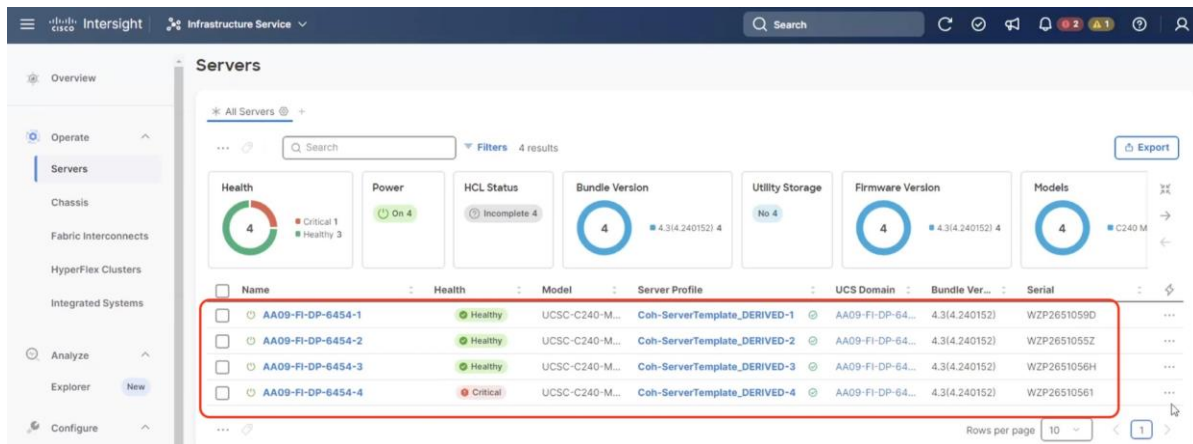 cisco Intersight Infrastructure Service Search 2 1
Servers
Overview
All Servers +
Operate
Search Filters 4 results Export
Servers
Health Power HCL Status Bundle Version Utility Storage Firmware Version Models
Chassis
On 4 Incomplete 4 No 4
4 Critical 1 4 4.3(4.240152) 4 4 4.3(4.240152) 4 4 C240 M
Healthy 3
Fabric Interconnects
HyperFlex Clusters
Name Health Model Server Profile UCS Domain Bundle Ver... Serial
Integrated Systems
AA09-FI-DP-6454-1 Healthy UCSC-C240-M... Coh-ServerTemplate_DERIVED-1 AA09-FI-DP-64... 4.3(4.240152) WZP2651059D ...
AA09-FI-DP-6454-2 Healthy UCSC-C240-M... Coh-ServerTemplate_DERIVED-2 AA09-FI-DP-64... 4.3(4.240152) WZP2651055Z ...
Analyze
AA09-FI-DP-6454-3 Healthy UCSC-C240-M... Coh-ServerTemplate_DERIVED-3 AA09-FI-DP-64... 4.3(4.240152) WZP2651056H ...
Explorer New
AA09-FI-DP-6454-4 Critical UCSC-C240-M... Coh-ServerTemplate_DERIVED-4 AA09-FI-DP-64... 4.3(4.240152) WZP26510561 ...
Configure
Rows per page 10 1